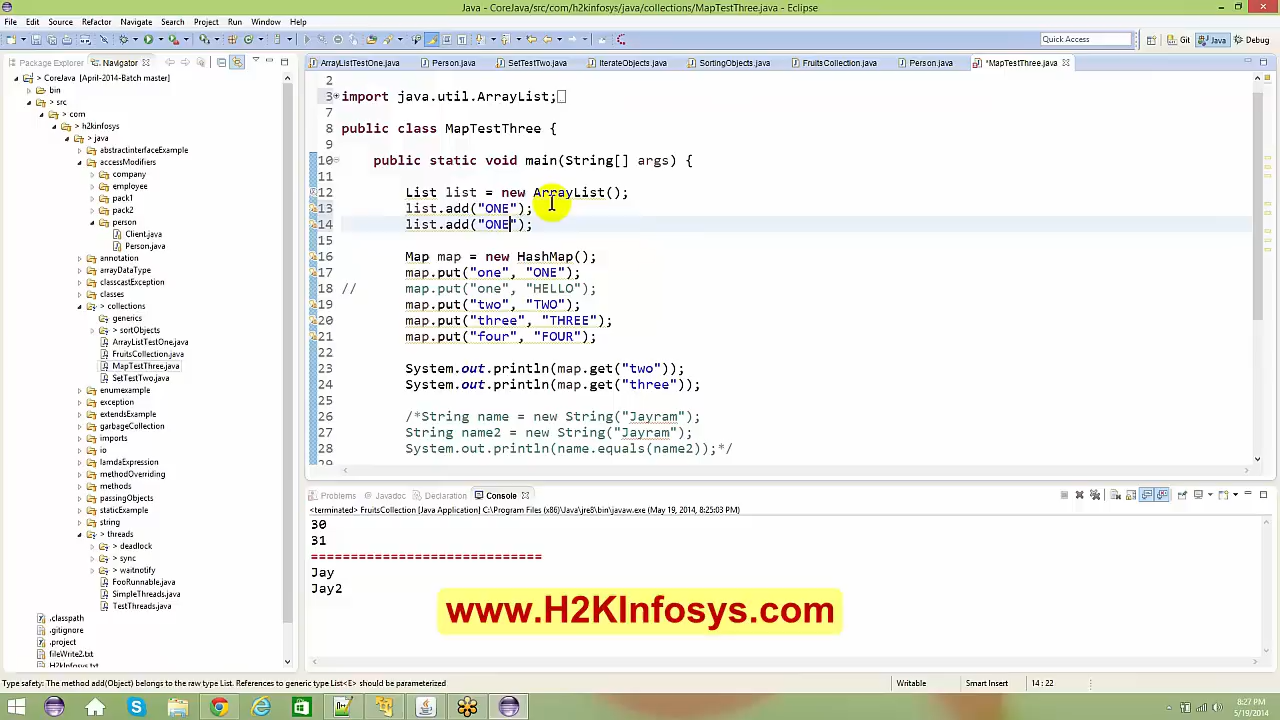 Java - CoreJava/src/com/h2kinfosys/java/collections/MapTestThree.java - Eclipse
File Edit Source Refactor Navigate Search Project Run Window Help
Quick Access Git Java Debug
Package Explorer Navigator
ArrayListTestOne.java Person.java SetTestTwo.java IterateObjects.java SortingObjects.java FruitsCollection.java Person.java *MapTestThree.java
> CoreJava [April-2014-Batch master]
bin
> src
> com
> h2kinfosys
> java
abstractinterfaceExample
accessModifiers
company
employee
pack1
pack2
person
Client.java
Person.java
annotation
arrayDataType
classcastException
classes
> collections
generics
> sortObjects
ArrayListTestOne.java
FruitsCollection.java
MapTestThree.java
SetTestTwo.java
enumexample
exception
extendsExample
garbageCollection
imports
io
lamdaExpression
methodOverriding
methods
passingObjects
staticExample
string
> threads
> deadlock
> sync
> waitnotify
FooRunnable.java
SimpleThreads.java
TestThreads.java
.classpath
.gitignore
.project
fileWrite2.txt
H2kInfosys.txt
2
3 import java.util.ArrayList;
7
8 public class MapTestThree {
9
10 public static void main(String[] args) {
11
12 List list = new ArrayList();
13 list.add("ONE");
14 list.add("ONE");
15
16 Map map = new HashMap();
17 map.put("one", "ONE");
18 // map.put("one", "HELLO");
19 map.put("two", "TWO");
20 map.put("three", "THREE");
21 map.put("four", "FOUR");
22
23 System.out.println(map.get("two"));
24 System.out.println(map.get("three"));
25
26 /*String name = new String("Jayram");
27 String name2 = new String("Jayram");
28 System.out.println(name.equals(name2));*/
29
Problems Javadoc Declaration Console
<terminated> FruitsCollection [Java Application] C:\Program Files (x86)\Java\jre8\bin\javaw.exe (May 19, 2014, 8:25:03 PM)
30
31
=============================
Jay
Jay2
www.H2KInfosys.com
Type safety: The method add(Object) belongs to the raw type List. References to generic type List<E> should be parameterized
Writable Smart Insert 14 : 22
8:27 PM
5/19/2014